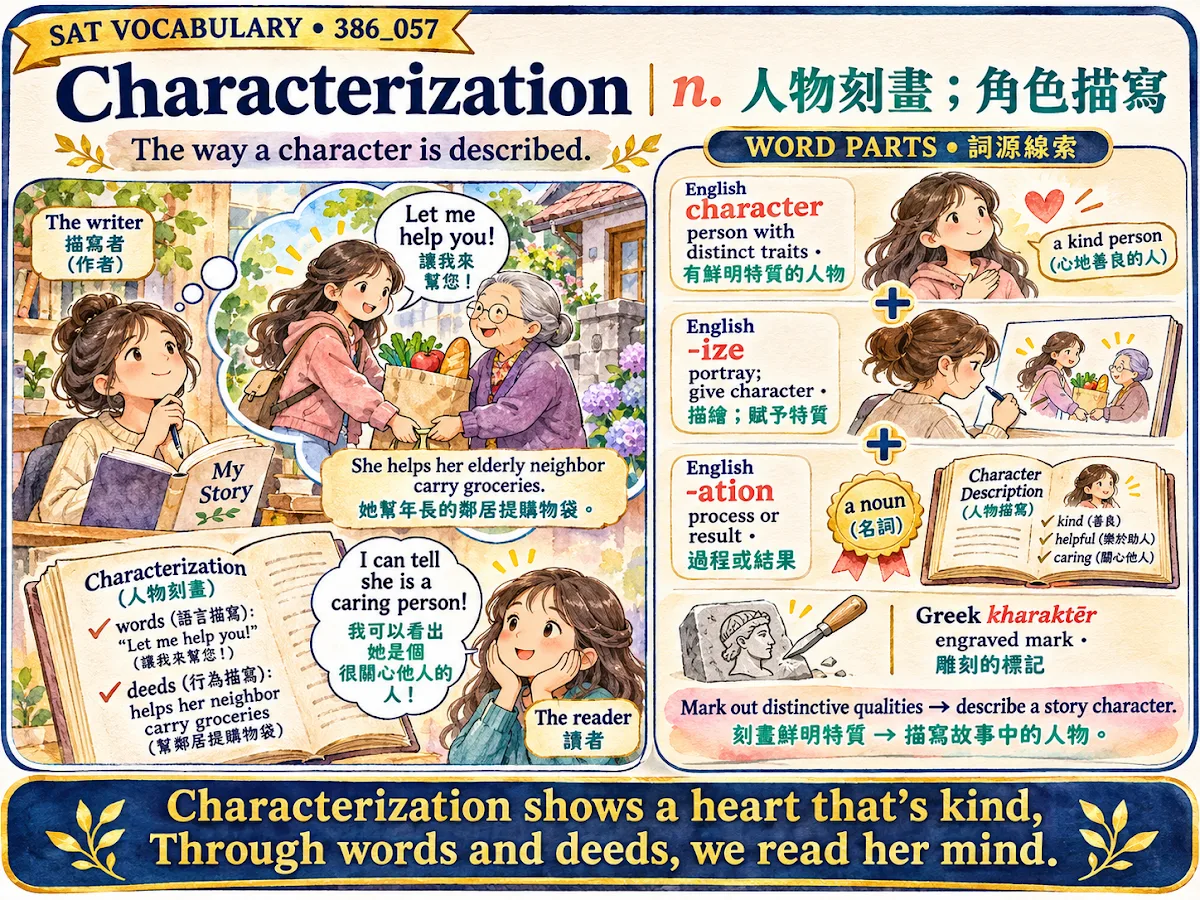 SAT VOCABULARY • 386_057
Characterization
n. 人物刻畫；角色描寫
The way a character is described.
The writer
描寫者
(作者)
Let me
help you!
讓我來
幫您！
My
Story
She helps her elderly neighbor
carry groceries.
她幫年長的鄰居提購物袋。
Characterization
(人物刻畫)
✓ words (語言描寫):
“Let me help you!”
(讓我來幫您！)
✓ deeds (行為描寫):
helps her neighbor
carry groceries
(幫鄰居提購物袋)
I can tell
she is a
caring person!
我可以看出
她是個
很關心他人的
人！
The reader
讀者
WORD PARTS • 詞源線索
English
character
person with
distinct traits •
有鮮明特質的人物
a kind person
(心地善良的人)
+
English
-ize
portray;
give character •
描繪；賦予特質
+
English
-ation
process or
result •
過程或結果
a noun
(名詞)
Character
Description
(人物描寫)
✓ kind (善良)
✓ helpful (樂於助人)
✓ caring (關心他人)
Greek kharaktēr
engraved mark •
雕刻的標記
Mark out distinctive qualities → describe a story character.
刻畫鮮明特質 → 描寫故事中的人物。
Characterization shows a heart that’s kind,
Through words and deeds, we read her mind.